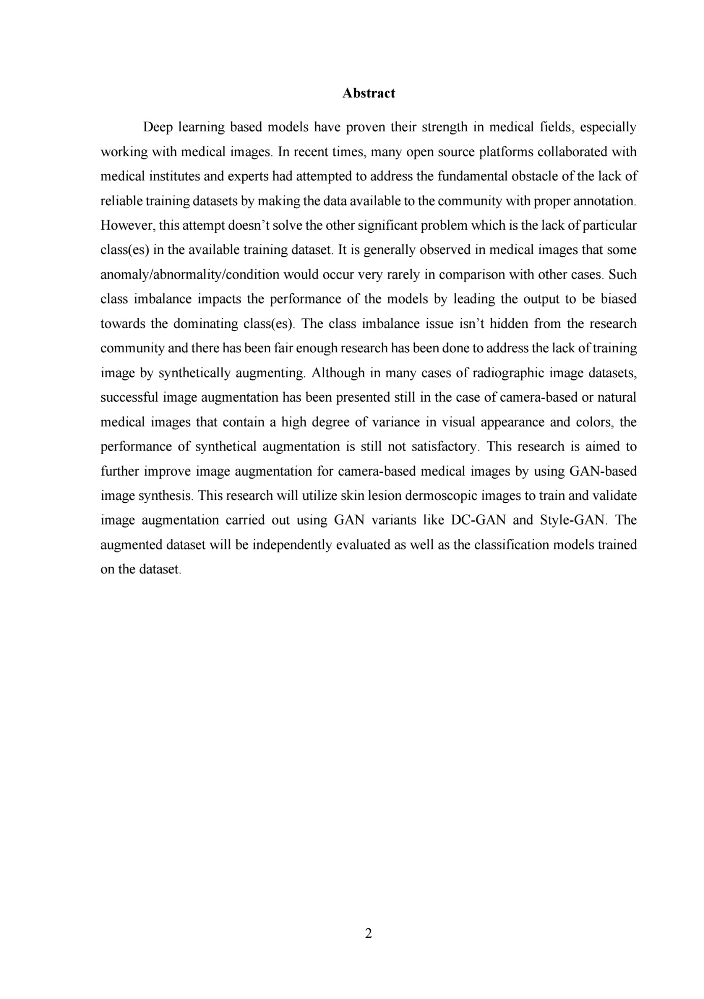 Abstract
Deep learning based models have proven their strength in medical fields, especially
working with medical images. In recent times, many open source platforms collaborated with
medical institutes and experts had attempted to address the fundamental obstacle of the lack of
reliable training datasets by making the data available to the community with proper annotation.
However, this attempt doesn’t solve the other significant problem which is the lack of particular
class(es) in the available training dataset. It is generally observed in medical images that some
anomaly/abnormality/condition would occur very rarely in comparison with other cases. Such
class imbalance impacts the performance of the models by leading the output to be biased
towards the dominating class(es). The class imbalance issue isn’t hidden from the research
community and there has been fair enough research has been done to address the lack of training
image by synthetically augmenting. Although in many cases of radiographic image datasets,
successful image augmentation has been presented still in the case of camera-based or natural
medical images that contain a high degree of variance in visual appearance and colors, the
performance of synthetical augmentation is still not satisfactory. This research is aimed to
further improve image augmentation for camera-based medical images by using GAN-based
image synthesis. This research will utilize skin lesion dermoscopic images to train and validate
image augmentation carried out using GAN variants like DC-GAN and Style-GAN. The
augmented dataset will be independently evaluated as well as the classification models trained
on the dataset.
2